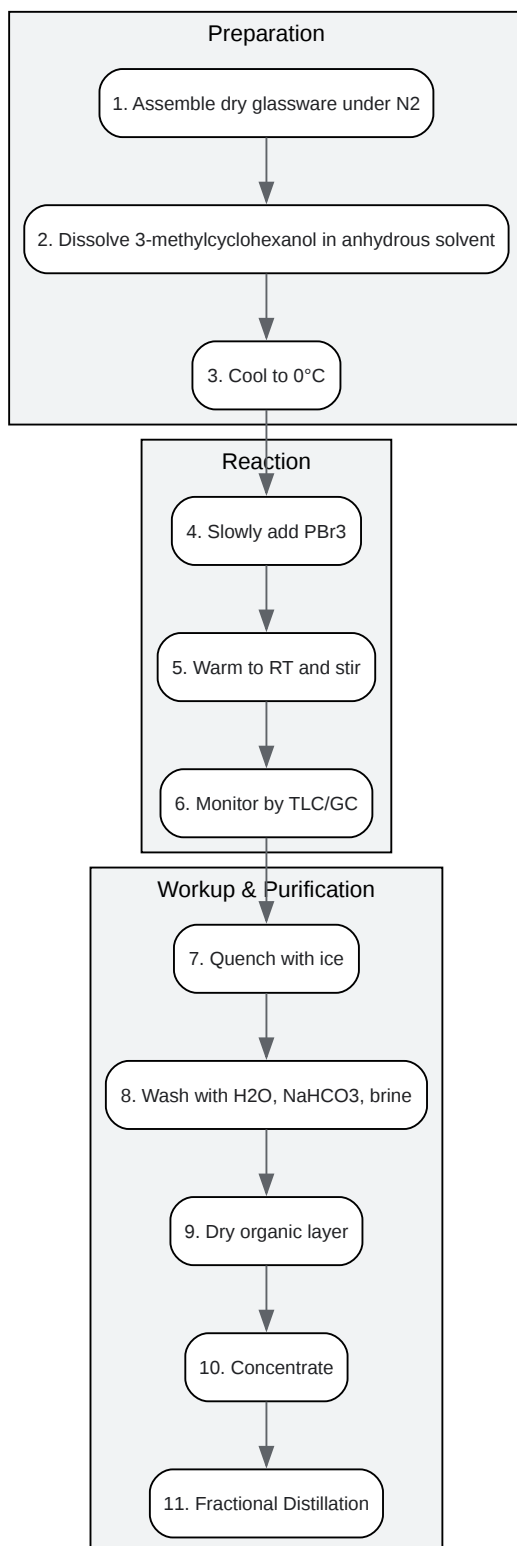 Preparation
1. Assemble dry glassware under N2
2. Dissolve 3-methylcyclohexanol in anhydrous solvent
3. Cool to 0°C
Reaction
4. Slowly add PBr3
5. Warm to RT and stir
6. Monitor by TLC/GC
Workup & Purification
7. Quench with ice
8. Wash with H2O, NaHCO3, brine
9. Dry organic layer
10. Concentrate
11. Fractional Distillation